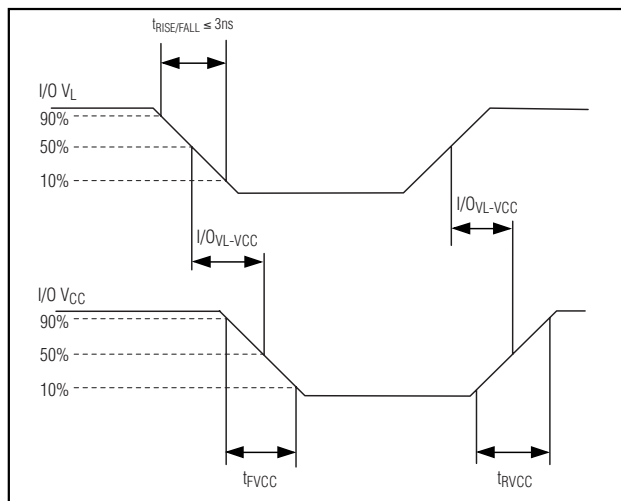 tRISE/FALL ≤ 3ns
I/O VL
90%
50%
10%
I/OVL-VCC
I/OVL-VCC
I/O VCC
90%
50%
10%
tFVCC
tRVCC